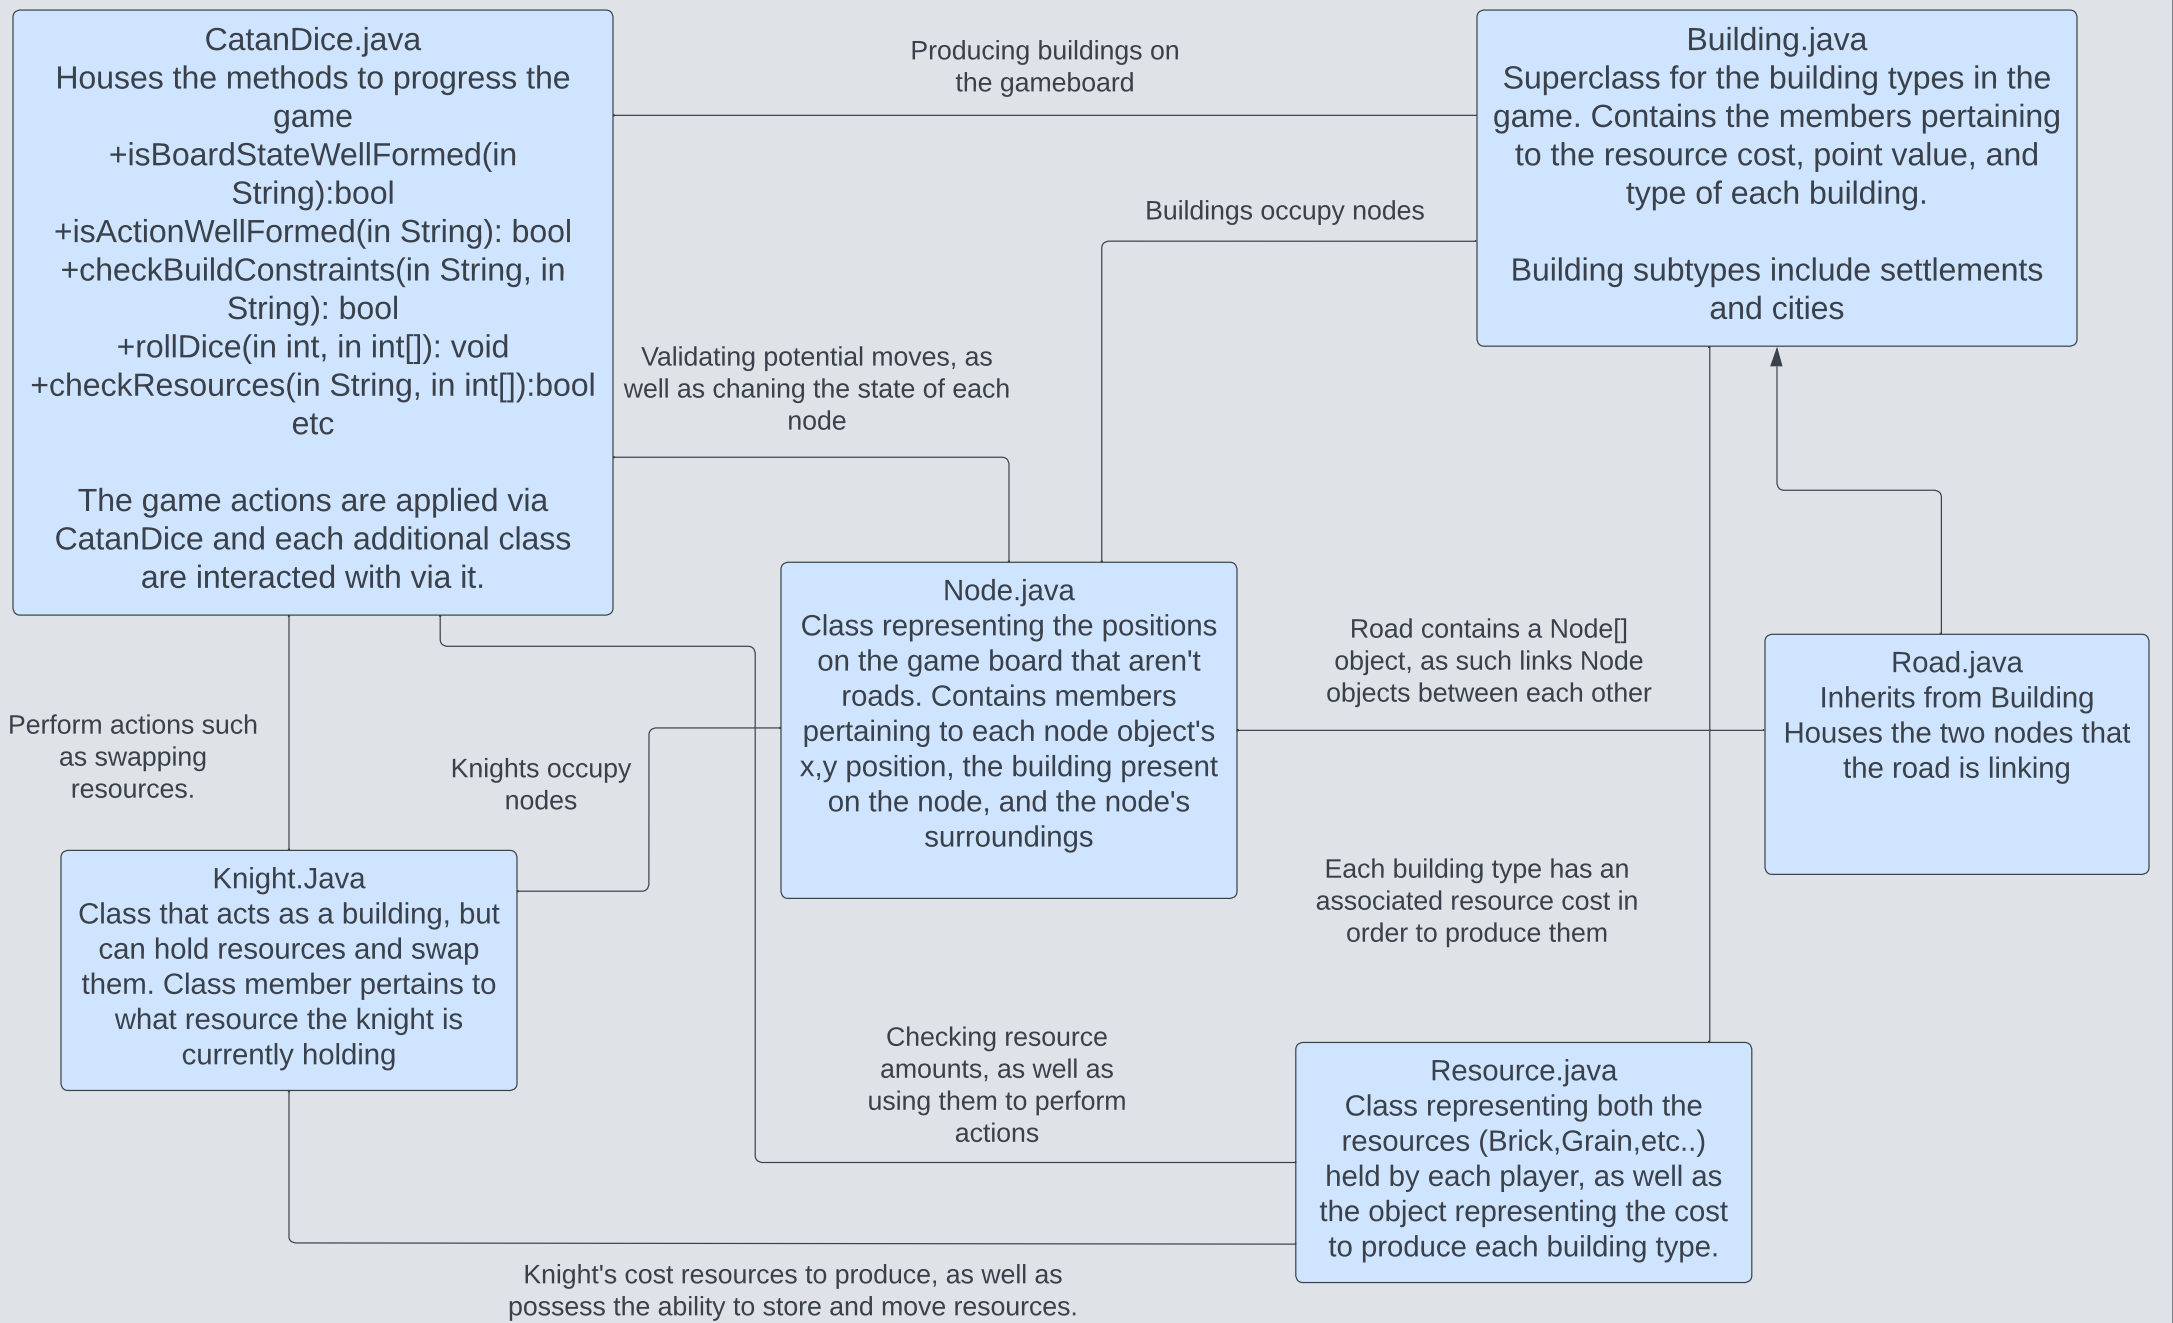 CatanDice.java
Houses the methods to progress the
game
+isBoardStateWellFormed(in
String):bool
+isActionWellFormed(in String): bool
+checkBuildConstraints(in String, in
String): bool
+rollDice(in int, in int[]): void
+checkResources(in String, in int[]):bool
etc
The game actions are applied via
CatanDice and each additional class
are interacted with via it.
Producing buildings on
the gameboard
Building.java
Superclass for the building types in the
game. Contains the members pertaining
to the resource cost, point value, and
type of each building.
Building subtypes include settlements
and cities
Buildings occupy nodes
Validating potential moves, as
well as chaning the state of each
node
Node.java
Class representing the positions
on the game board that aren't
roads. Contains members
pertaining to each node object's
x,y position, the building present
on the node, and the node's
surroundings
Road contains a Node[]
object, as such links Node
objects between each other
Road.java
Inherits from Building
Houses the two nodes that
the road is linking
Perform actions such
as swapping
resources.
Knights occupy
nodes
Knight.Java
Class that acts as a building, but
can hold resources and swap
them. Class member pertains to
what resource the knight is
currently holding
Each building type has an
associated resource cost in
order to produce them
Checking resource
amounts, as well as
using them to perform
actions
Resource.java
Class representing both the
resources (Brick,Grain,etc..)
held by each player, as well as
the object representing the cost
to produce each building type.
Knight's cost resources to produce, as well as
possess the ability to store and move resources.